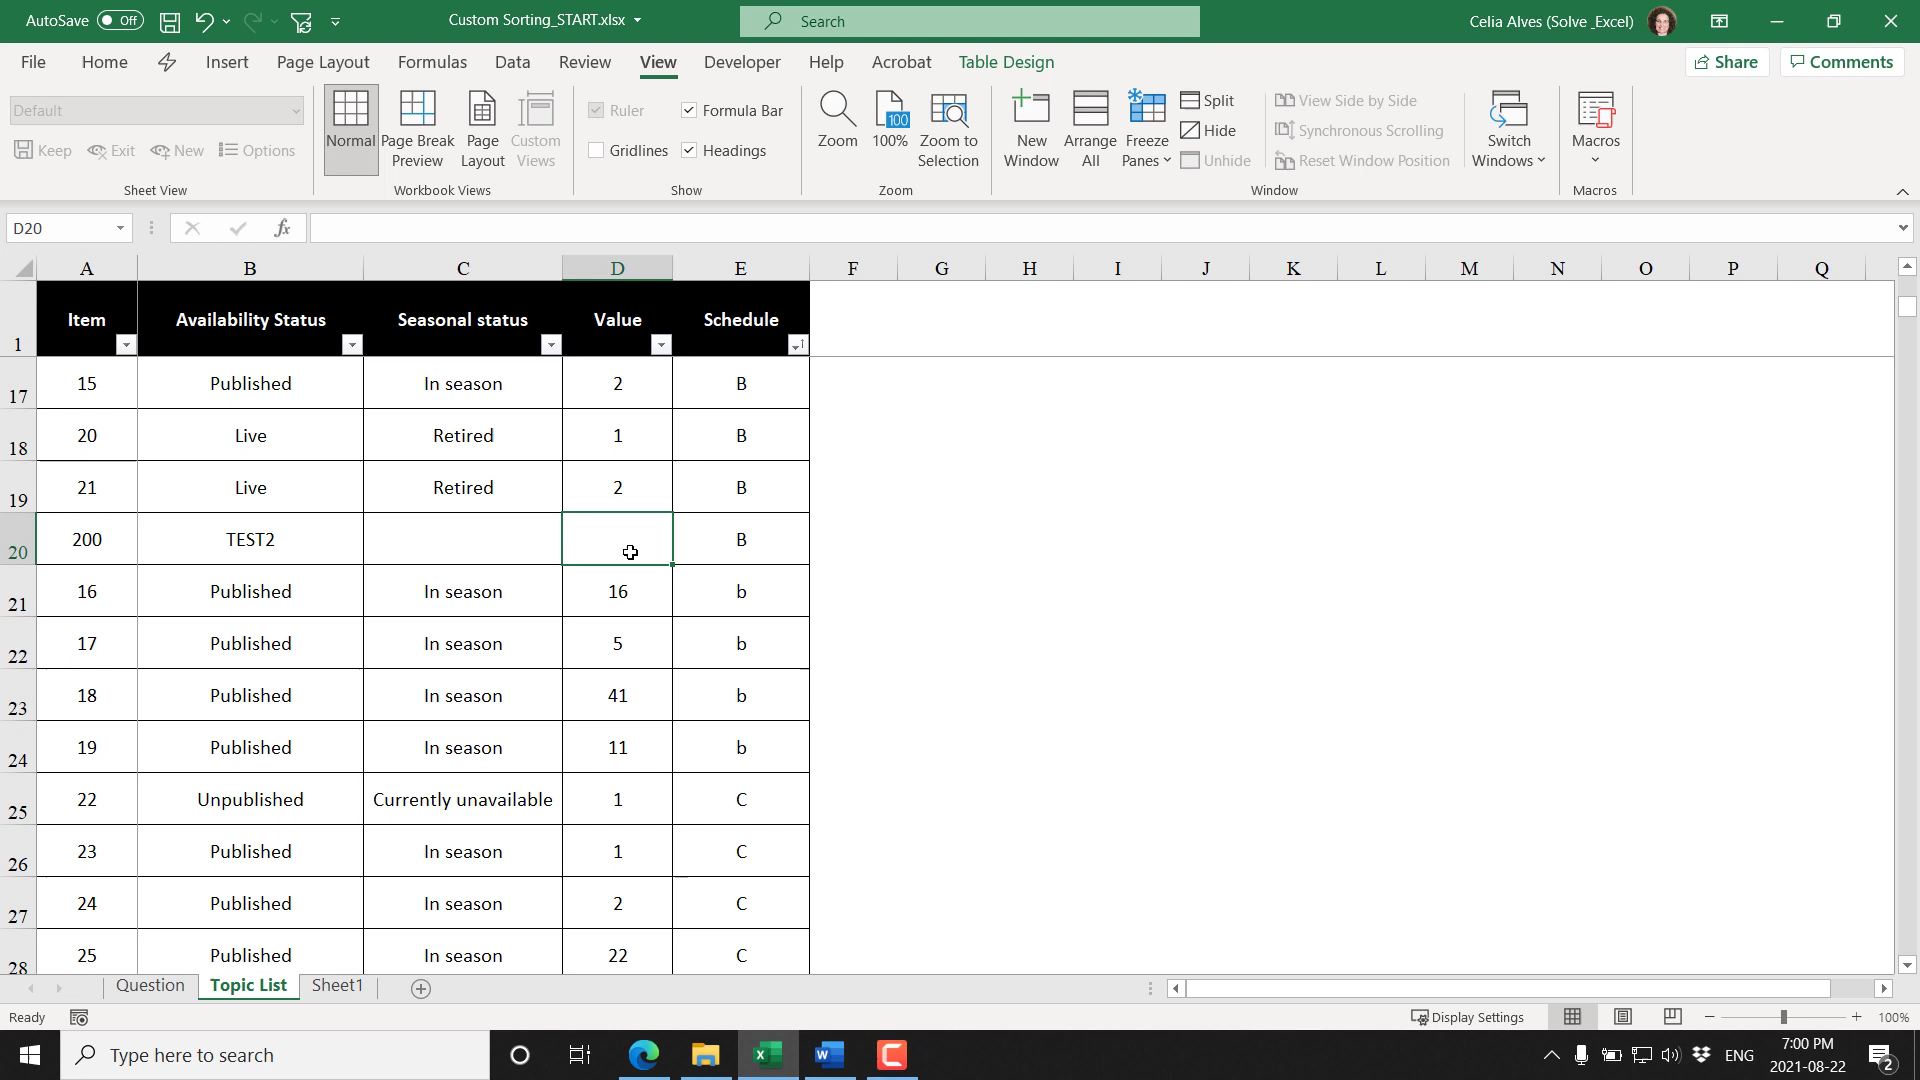 AutoSave Off Custom Sorting_START.xlsx Search Celia Alves (Solve _Excel)
File Home Insert Page Layout Formulas Data Review View Developer Help Acrobat Table Design Share Comments
Default
Keep Exit New Options
Sheet View
Normal
Page Break Preview
Page Layout
Custom Views
Workbook Views
Ruler Formula Bar
Gridlines Headings
Show
Zoom
100
100%
Zoom to Selection
Zoom
New Window
Arrange All
Freeze Panes
Split
Hide
Unhide
View Side by Side
Synchronous Scrolling
Reset Window Position
Switch Windows
Window
Macros
Macros
D20 fx
A B C D E F G H I J K L M N O P Q
1 Item Availability Status Seasonal status Value Schedule
17 15 Published In season 2 B
18 20 Live Retired 1 B
19 21 Live Retired 2 B
20 200 TEST2 B
21 16 Published In season 16 b
22 17 Published In season 5 b
23 18 Published In season 41 b
24 19 Published In season 11 b
25 22 Unpublished Currently unavailable 1 C
26 23 Published In season 1 C
27 24 Published In season 2 C
28 25 Published In season 22 C
Question Topic List Sheet1
Ready Display Settings 100%
Type here to search ENG 7:00 PM
2021-08-22 2